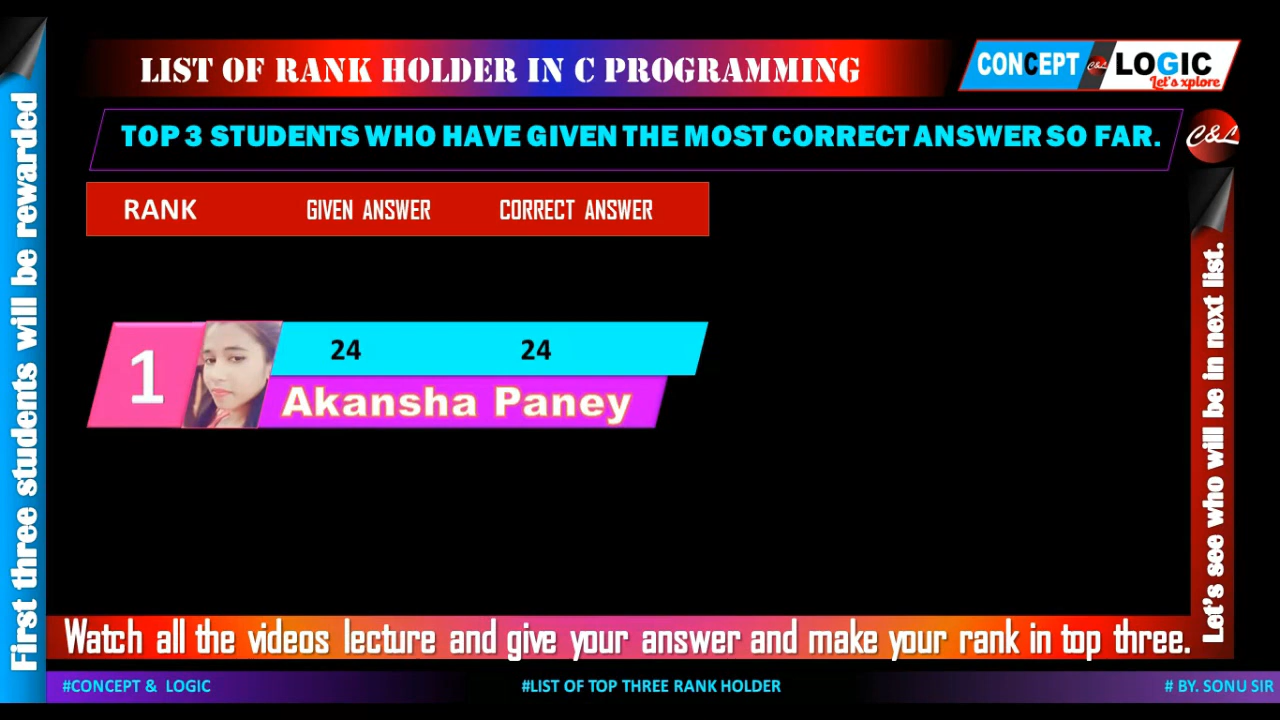 LIST OF RANK HOLDER IN C PROGRAMMING
CONCEPT C&L LOGIC
Let's xplore
TOP 3 STUDENTS WHO HAVE GIVEN THE MOST CORRECT ANSWER SO FAR.
C&L
RANK GIVEN ANSWER CORRECT ANSWER
1 24 24
Akansha Paney
First three students will be rewarded
Let's see who will be in next list.
Watch all the videos lecture and give your answer and make your rank in top three.
#CONCEPT & LOGIC #LIST OF TOP THREE RANK HOLDER # BY. SONU SIR